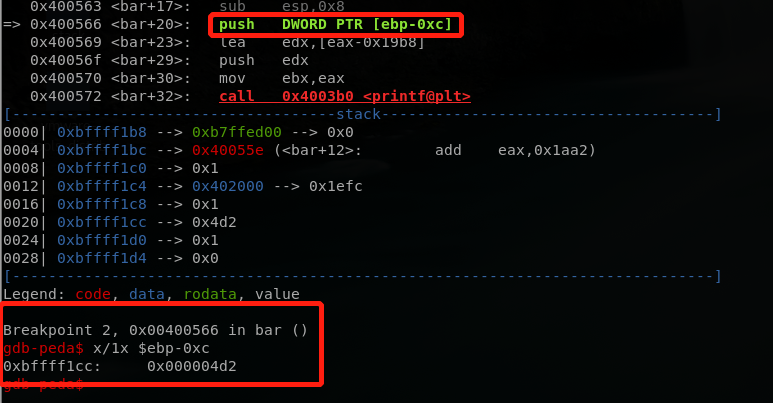 0x400563 <bar+17>: sub esp,0x8
=> 0x400566 <bar+20>: push DWORD PTR [ebp-0xc]
0x400569 <bar+23>: lea edx,[eax-0x19b8]
0x40056f <bar+29>: push edx
0x400570 <bar+30>: mov ebx,eax
0x400572 <bar+32>: call 0x4003b0 <printf@plt>
[------------------------------------stack-------------------------------------]
0000| 0xbffff1b8 --> 0xb7ffed00 --> 0x0
0004| 0xbffff1bc --> 0x40055e (<bar+12>: add eax,0x1aa2)
0008| 0xbffff1c0 --> 0x1
0012| 0xbffff1c4 --> 0x402000 --> 0x1efc
0016| 0xbffff1c8 --> 0x1
0020| 0xbffff1cc --> 0x4d2
0024| 0xbffff1d0 --> 0x1
0028| 0xbffff1d4 --> 0x0
[------------------------------------------------------------------------------]
Legend: code, data, rodata, value
Breakpoint 2, 0x00400566 in bar ()
gdb-peda$ x/1x $ebp-0xc
0xbffff1cc: 0x000004d2
gdb-peda$